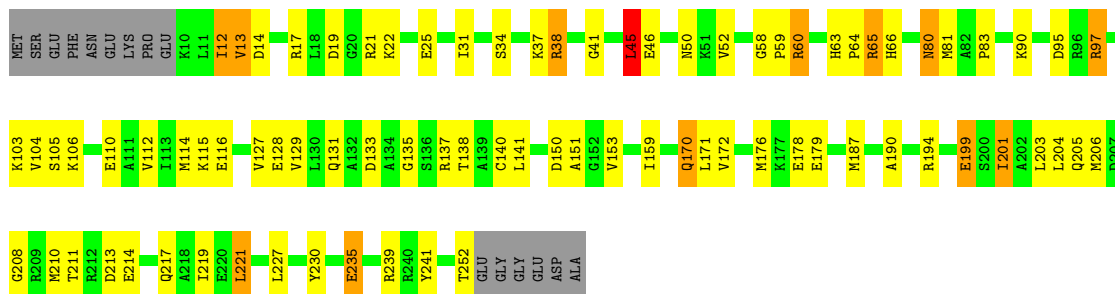 MET SER GLU PHE ASN GLU LYS PRO GLU K10 L11 I12 V13 D14 R17 L18 D19 G20 R21 K22 E25 I31 S34 K37 R38 G41 L45 E46 N50 K51 V52 G58 P59 R60 H63 P64 R65 H66 N80 M81 A82 P83 K90 D95 R96 R97
K103 V104 S105 K106 E110 A111 V112 I113 M114 K115 E116 V127 E128 V129 L130 Q131 A132 D133 A134 G135 S136 R137 T138 A139 C140 L141 D150 A151 G152 V153 I159 Q170 L171 V172 M176 K177 E178 E179 M187 A190 R194 E199 S200 I201 A202 L203 L204 Q205 M206
G208 R209 M210 T211 R212 D213 E214 Q217 A218 I219 E220 L221 L227 Y230 E235 R239 R240 Y241 T252 GLU GLY GLY GLU ASP ALA